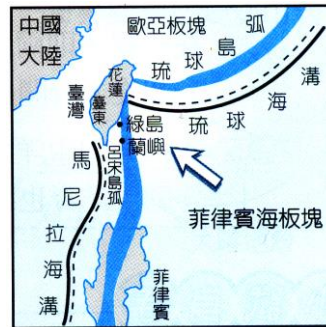 中國
大陸
歐亞板塊
琉球島弧
琉球海溝
花蓮
臺灣
臺東
綠島
蘭嶼
呂宋島弧
馬尼拉海溝
菲律賓海板塊
菲律賓